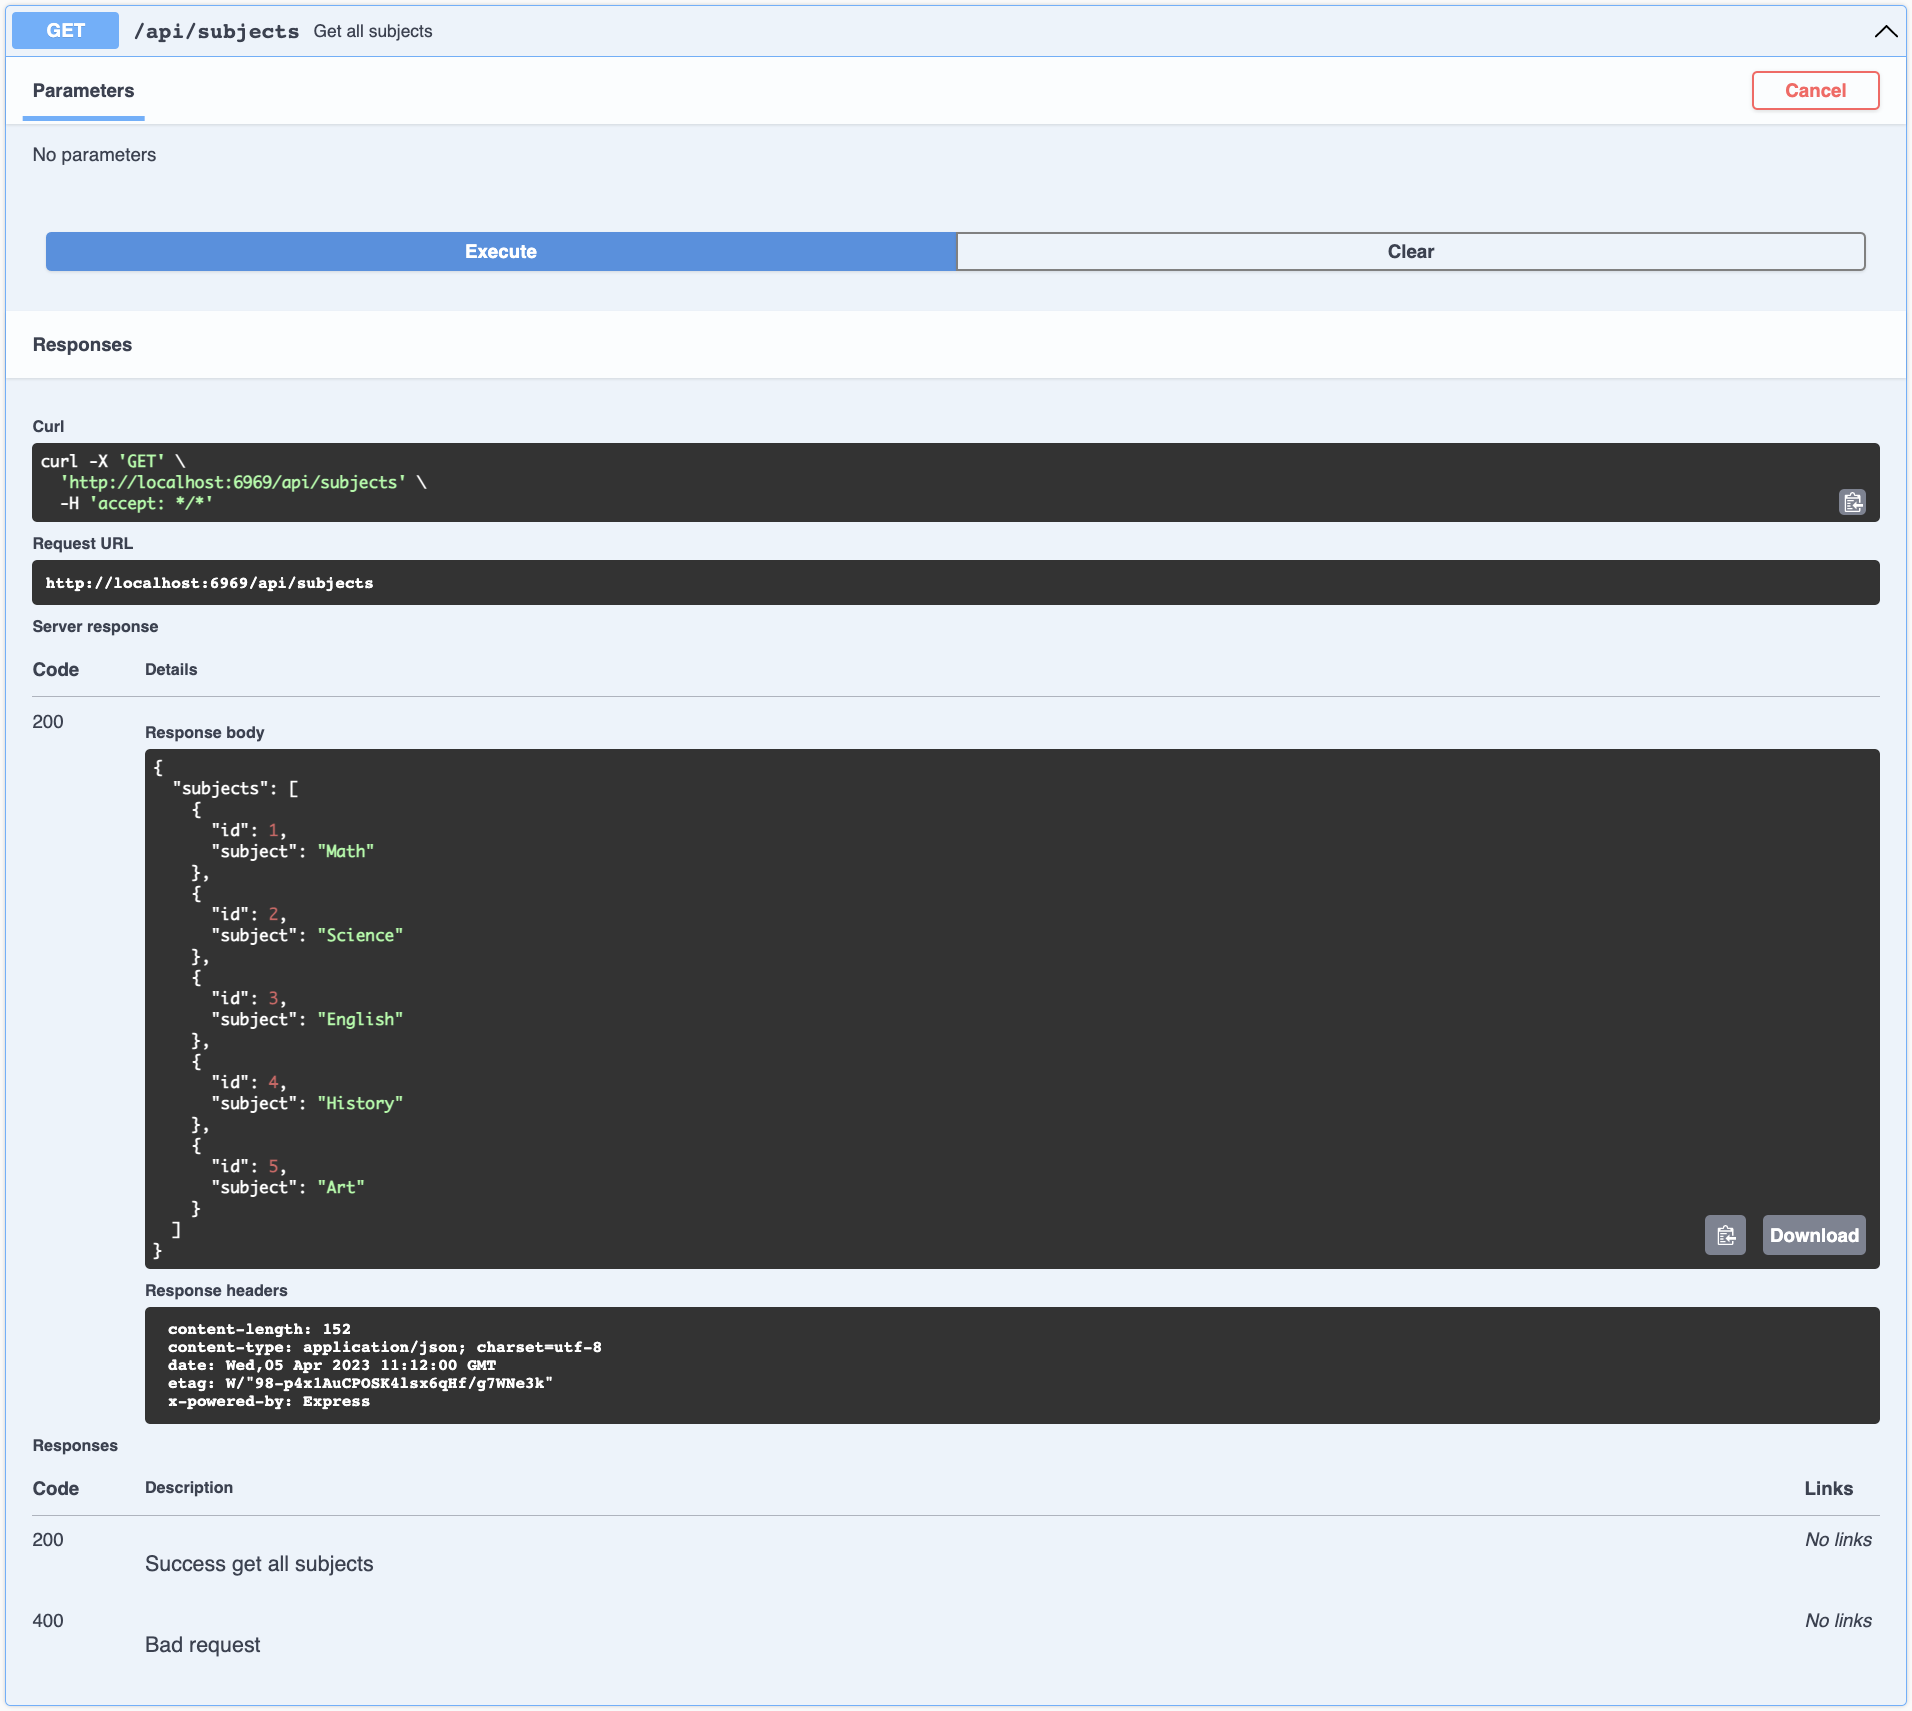 GET /api/subjects Get all subjects
Parameters Cancel
No parameters
Execute Clear
Responses
Curl
curl -X 'GET' \
'http://localhost:6969/api/subjects' \
-H 'accept: */*'
Request URL
http://localhost:6969/api/subjects
Server response
Code Details
200
Response body
{
"subjects": [
{
"id": 1,
"subject": "Math"
},
{
"id": 2,
"subject": "Science"
},
{
"id": 3,
"subject": "English"
},
{
"id": 4,
"subject": "History"
},
{
"id": 5,
"subject": "Art"
}
]
}
Download
Response headers
content-length: 152
content-type: application/json; charset=utf-8
date: Wed,05 Apr 2023 11:12:00 GMT
etag: W/"98-p4x1AuCPOSK4lsx6qHf/g7WNe3k"
x-powered-by: Express
Responses
Code Description Links
200 No links
Success get all subjects
400 No links
Bad request